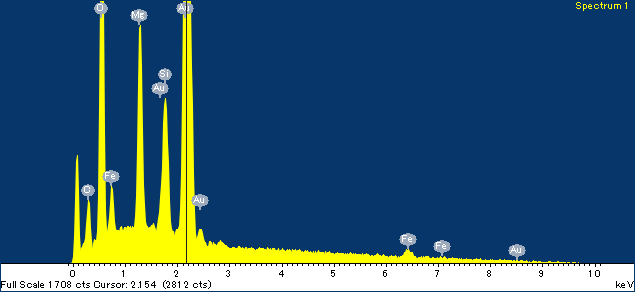 Spectrum 1
O Au
Mg
Si
Au
Fe
C
Au
Fe
Fe
Au
0 1 2 3 4 5 6 7 8 9 10
Full Scale 1708 cts Cursor: 2.154 (2812 cts) keV